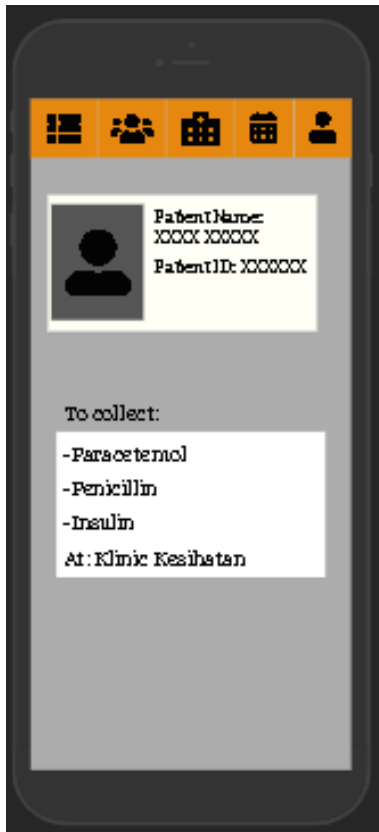 Patient Name:
XXXX XXXXX
Patient ID: XXXXXX
To collect:
-Paracetemol
-Penicillin
-Insulin
At: Klinic Kesihatan